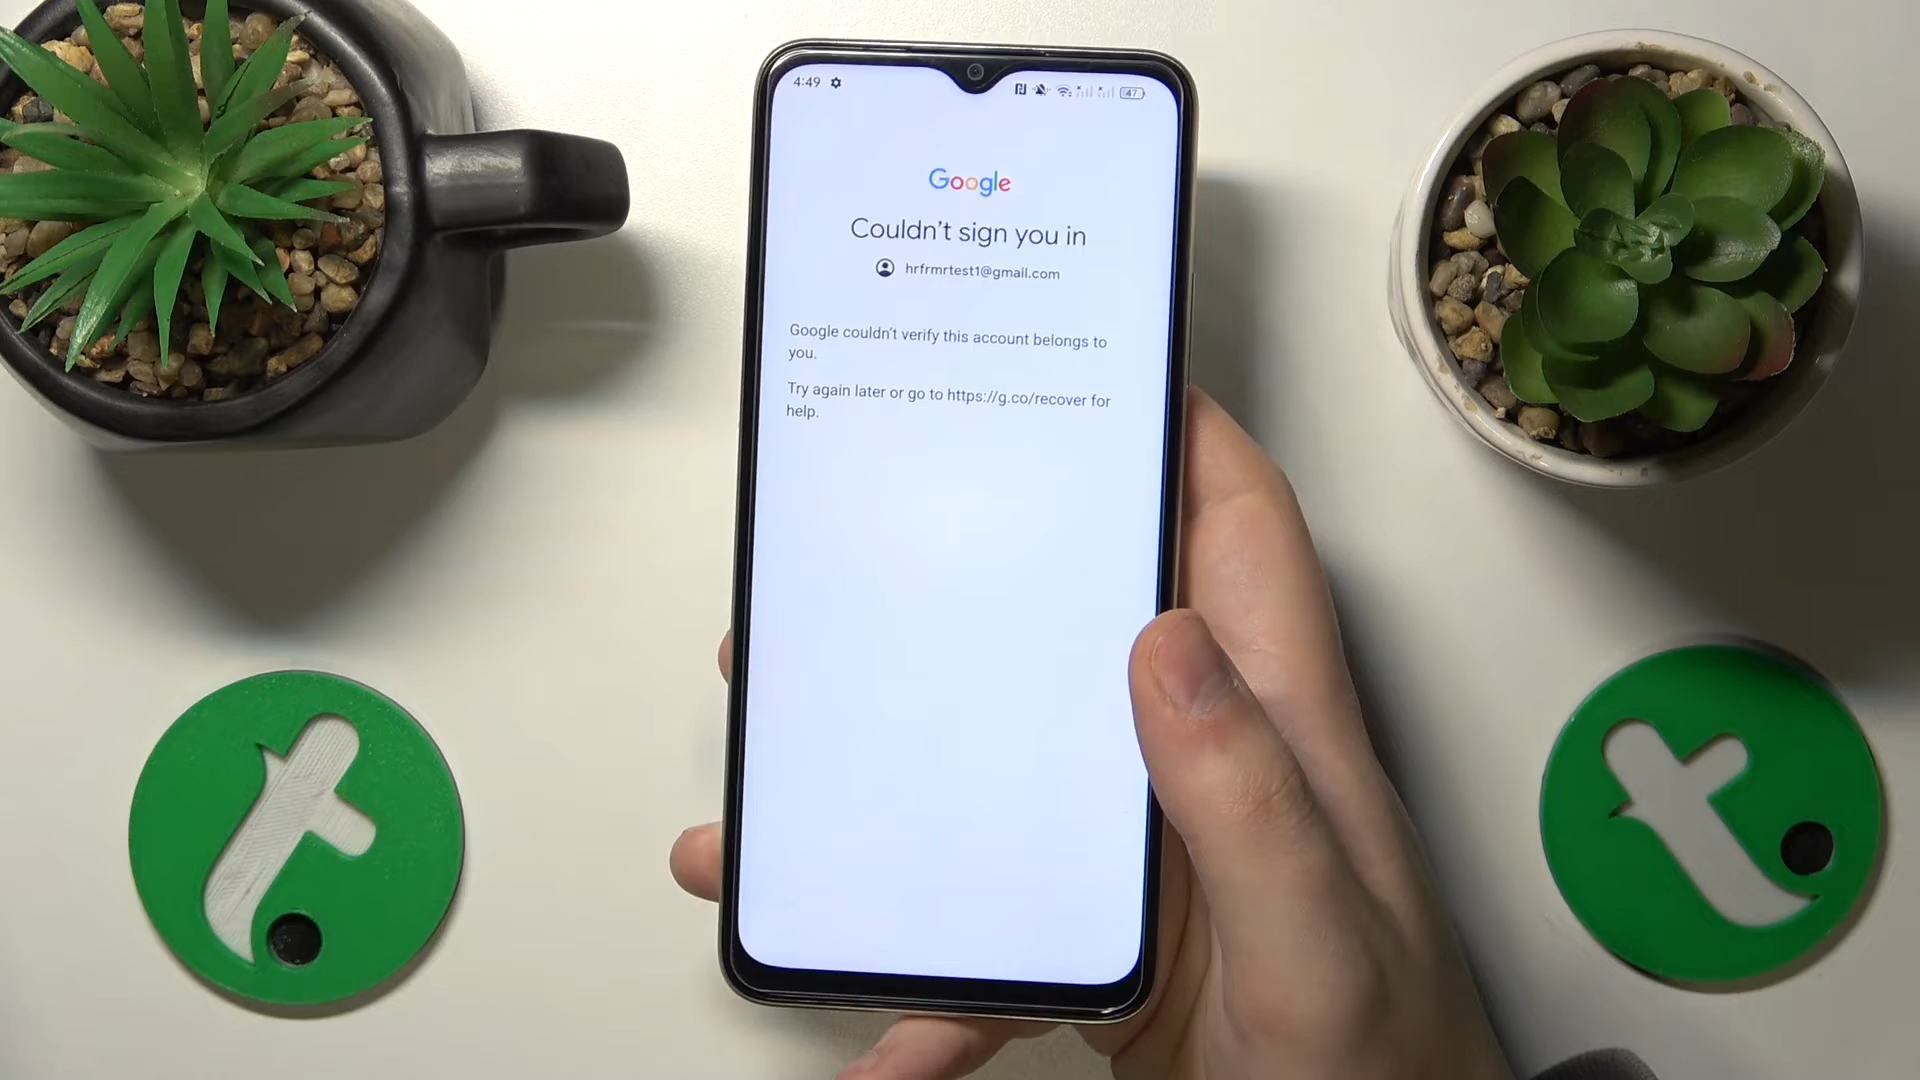 4:49
47
Google
Couldn't sign you in
hrfrmrtest1@gmail.com
Google couldn't verify this account belongs to
you.
Try again later or go to https://g.co/recover for
help.